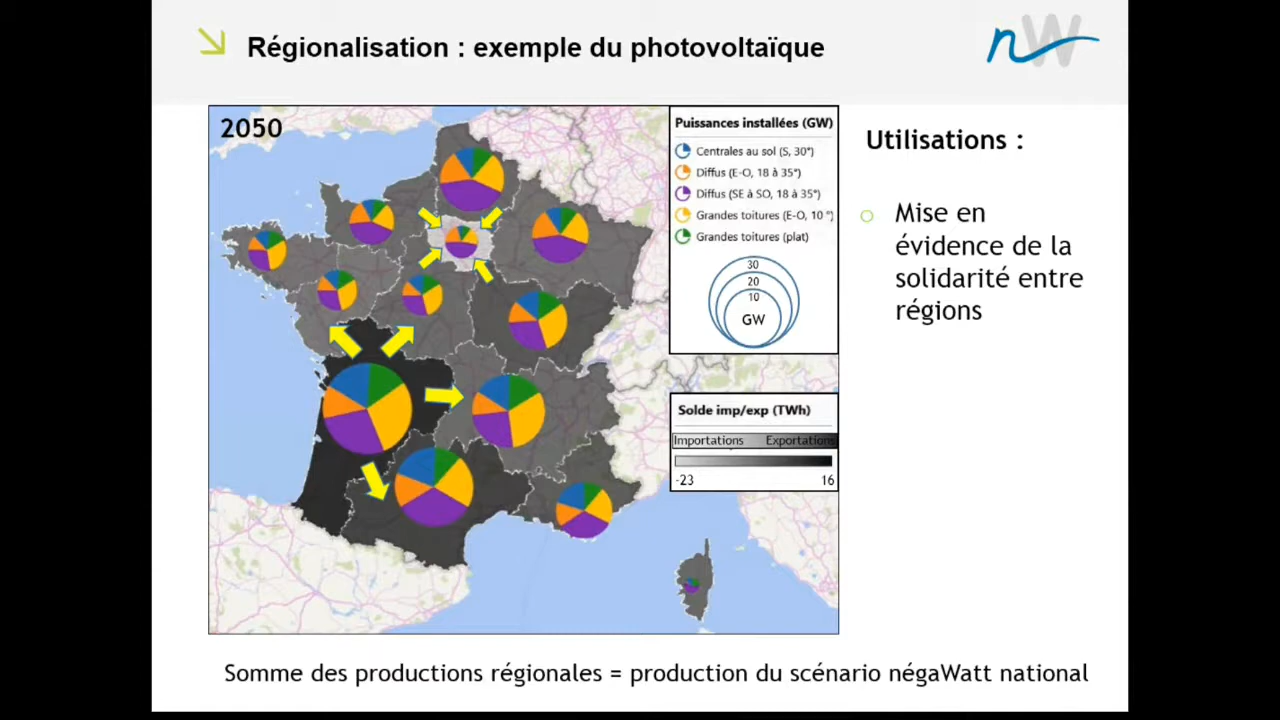 Régionalisation : exemple du photovoltaïque
nW
2050
Puissances installées (GW)
Centrales au sol (S, 30°)
Diffus (E-O, 18 à 35°)
Diffus (SE à SO, 18 à 35°)
Grandes toitures (E-O, 10 °)
Grandes toitures (plat)
30
20
10
GW
Solde imp/exp (TWh)
Importations Exportations
-23 16
Utilisations :
Mise en
évidence de la
solidarité entre
régions
Somme des productions régionales = production du scénario négaWatt national